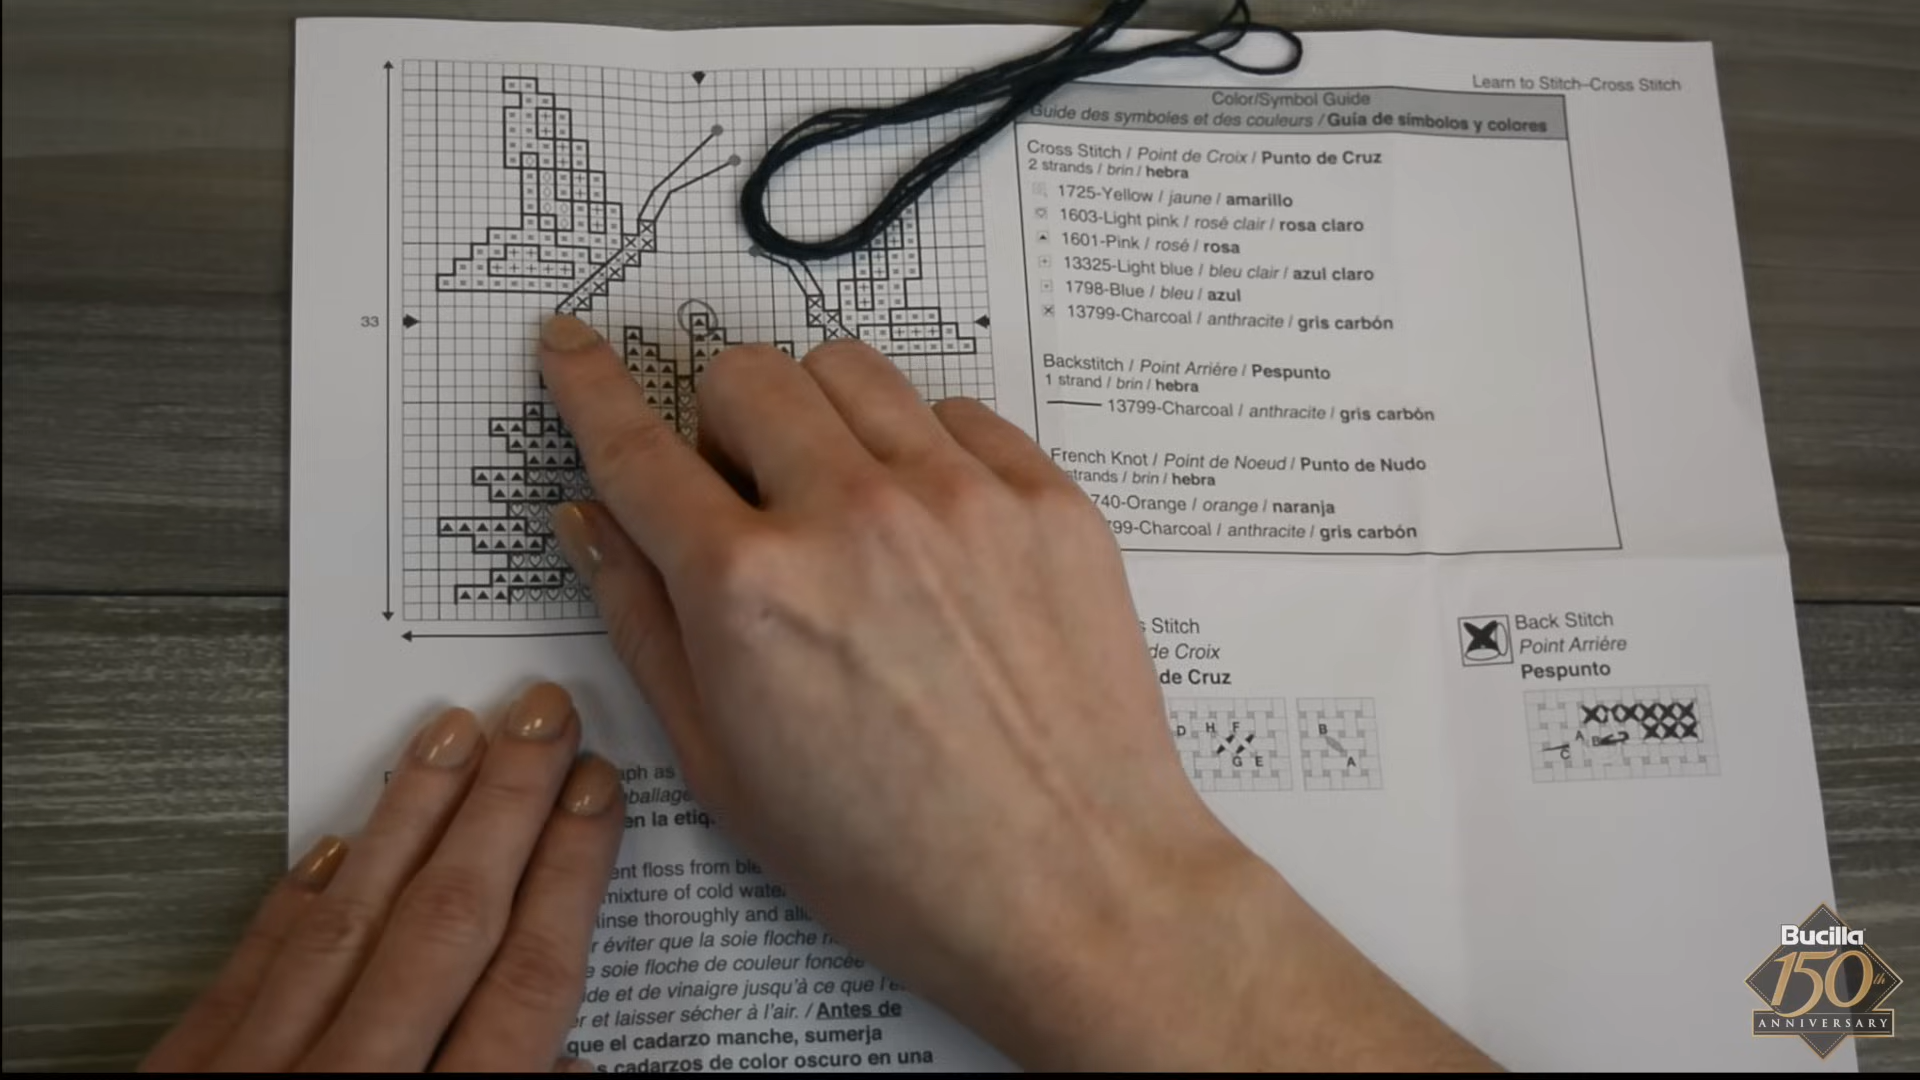 Learn to Stitch–Cross Stitch
Color/Symbol Guide
Guide des symboles et des couleurs / Guía de símbolos y colores
Cross Stitch / Point de Croix / Punto de Cruz
2 strands / brin / hebra
1725-Yellow / jaune / amarillo
1603-Light pink / rosé clair / rosa claro
1601-Pink / rosé / rosa
13325-Light blue / bleu clair / azul claro
1798-Blue / bleu / azul
13799-Charcoal / anthracite / gris carbón
Backstitch / Point Arriére / Pespunto
1 strand / brin / hebra
13799-Charcoal / anthracite / gris carbón
French Knot / Point de Noeud / Punto de Nudo
strands / brin / hebra
740-Orange / orange / naranja
99-Charcoal / anthracite / gris carbón
33
Stitch
de Croix
de Cruz
D H F
G E
B
A
Back Stitch
Point Arriére
Pespunto
A B
C
as
en la
floss from
mixture of cold
thoroughly and
éviter que la soie floche
soie floche de couleur foncée
et de vinaigre jusqu'à ce que
et laisser sécher à l'air. / Antes de
que el cadarzo manche, sumerja
cadarzos de color oscuro en una
Bucilla
150th
ANNIVERSARY